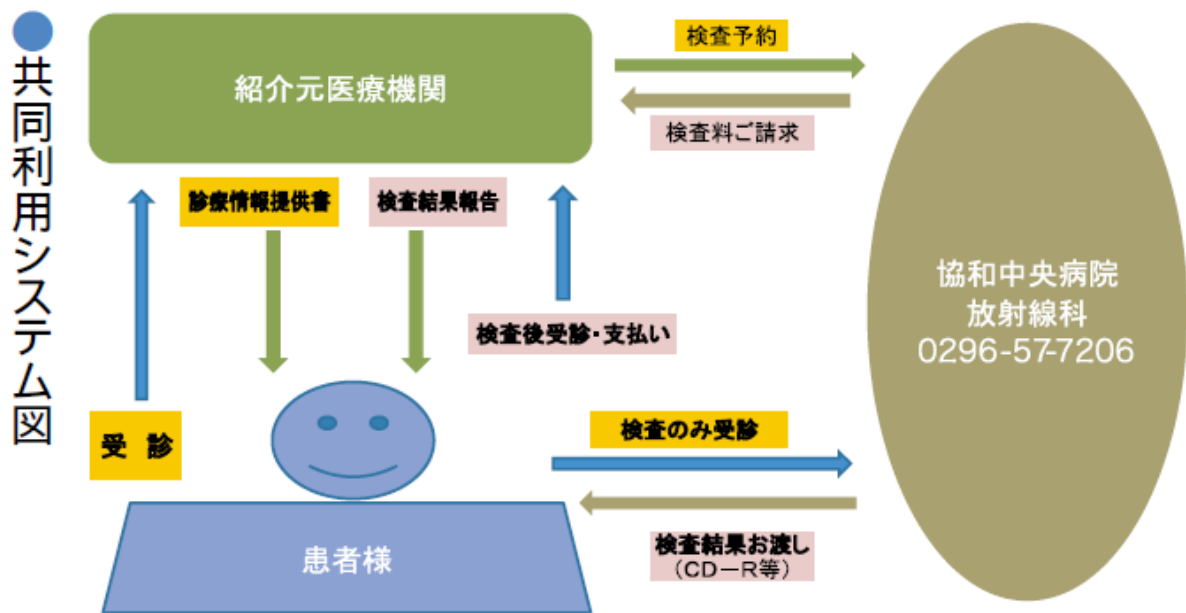 ●共同利用システム図
紹介元医療機関
検査予約
検査料ご請求
診療情報提供書
検査結果報告
検査後受診・支払い
受 診
検査のみ受診
検査結果お渡し
（CD－R等）
患者様
協和中央病院
放射線科
0296-57-7206